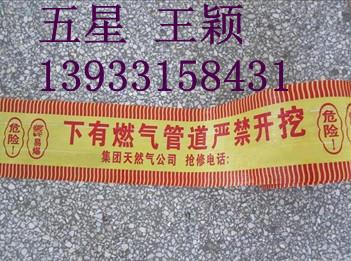 五星 王颖
13933158431
危险！
易爆
下有燃气管道严禁开挖
集团天然气公司 抢修电话：
危险！